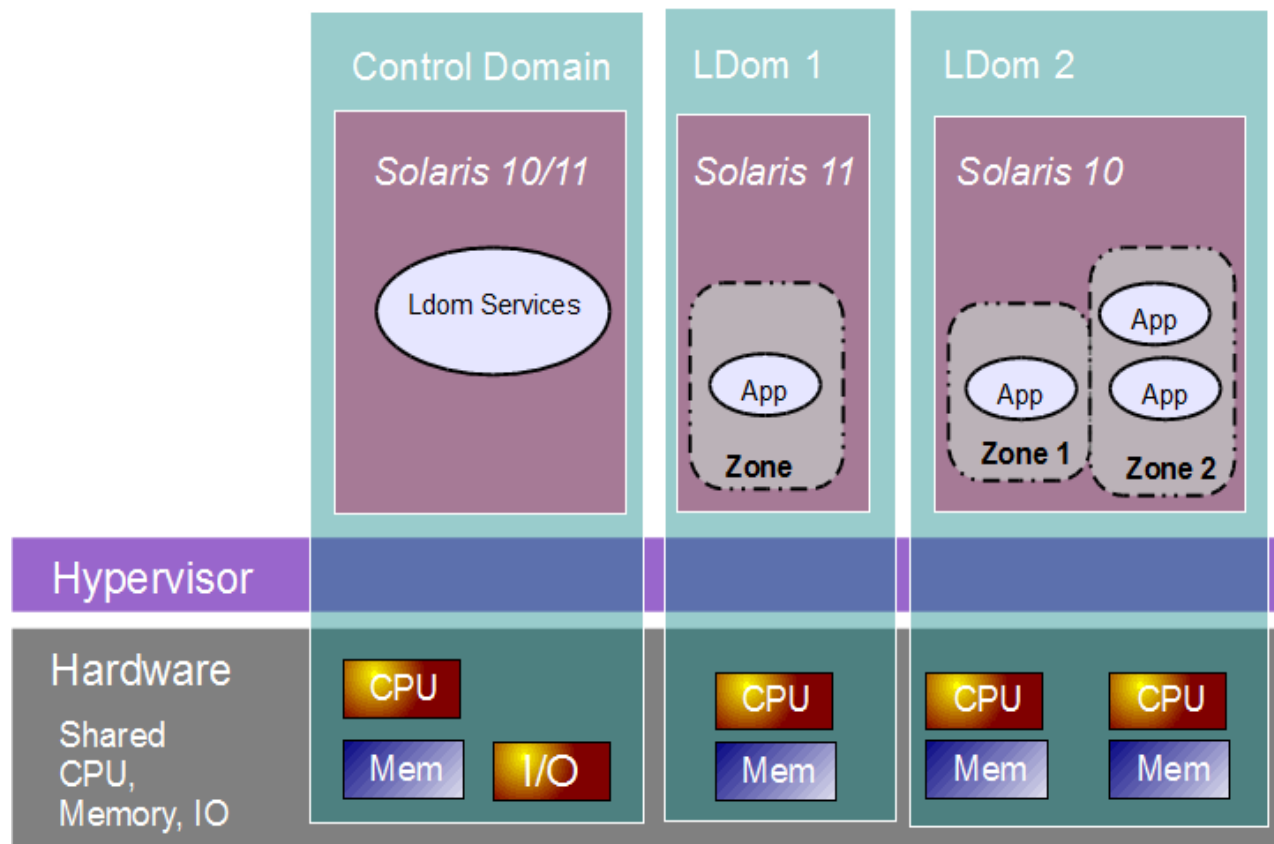 Control Domain
LDom 1
LDom 2
Solaris 10/11
Solaris 11
Solaris 10
Ldom Services
App
App
App
App
Zone
Zone 1
Zone 2
Hypervisor
Hardware
Shared
CPU,
Memory, IO
CPU
Mem
I/O
CPU
Mem
CPU
Mem
CPU
Mem